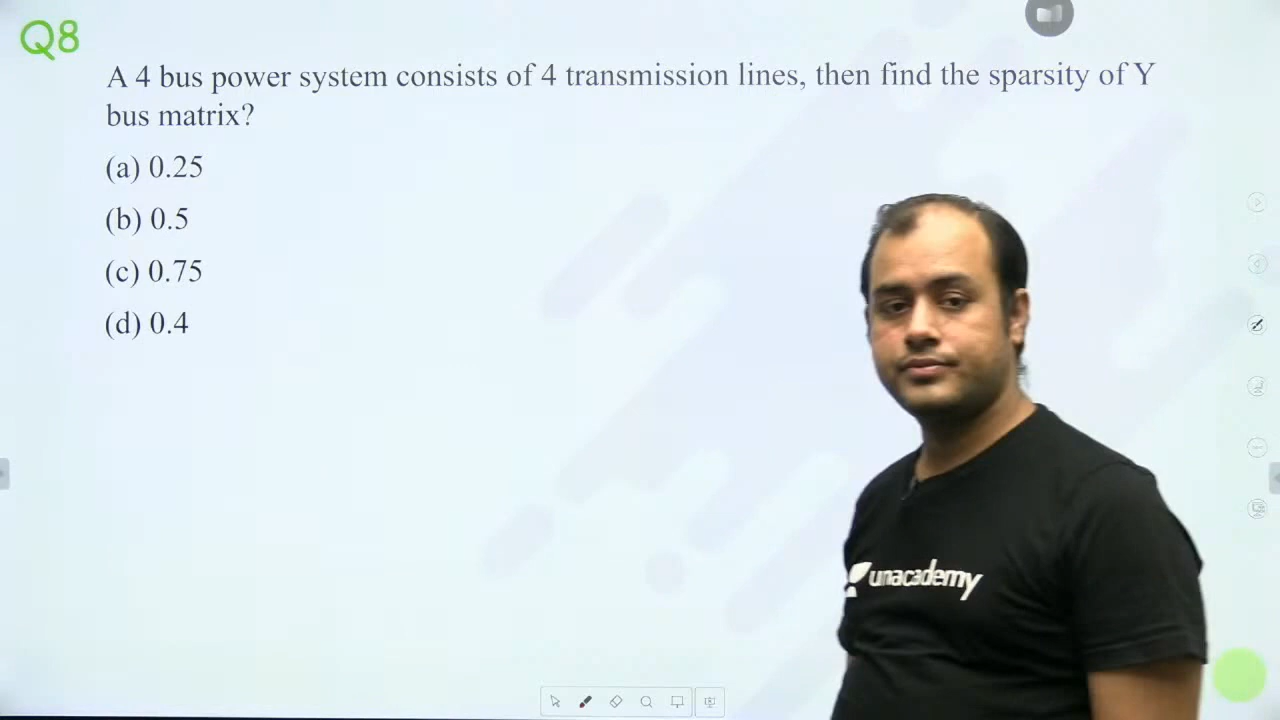 Q8
A 4 bus power system consists of 4 transmission lines, then find the sparsity of Y
bus matrix?
(a) 0.25
(b) 0.5
(c) 0.75
(d) 0.4
unacademy